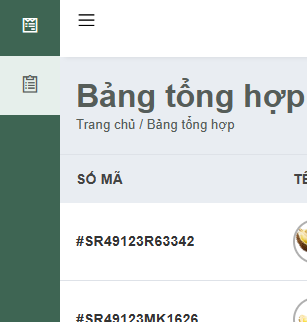 Bảng tổng hợp
Trang chủ / Bảng tổng hợp
SỐ MÃ
#SR49123R63342
#SR49123MK1626